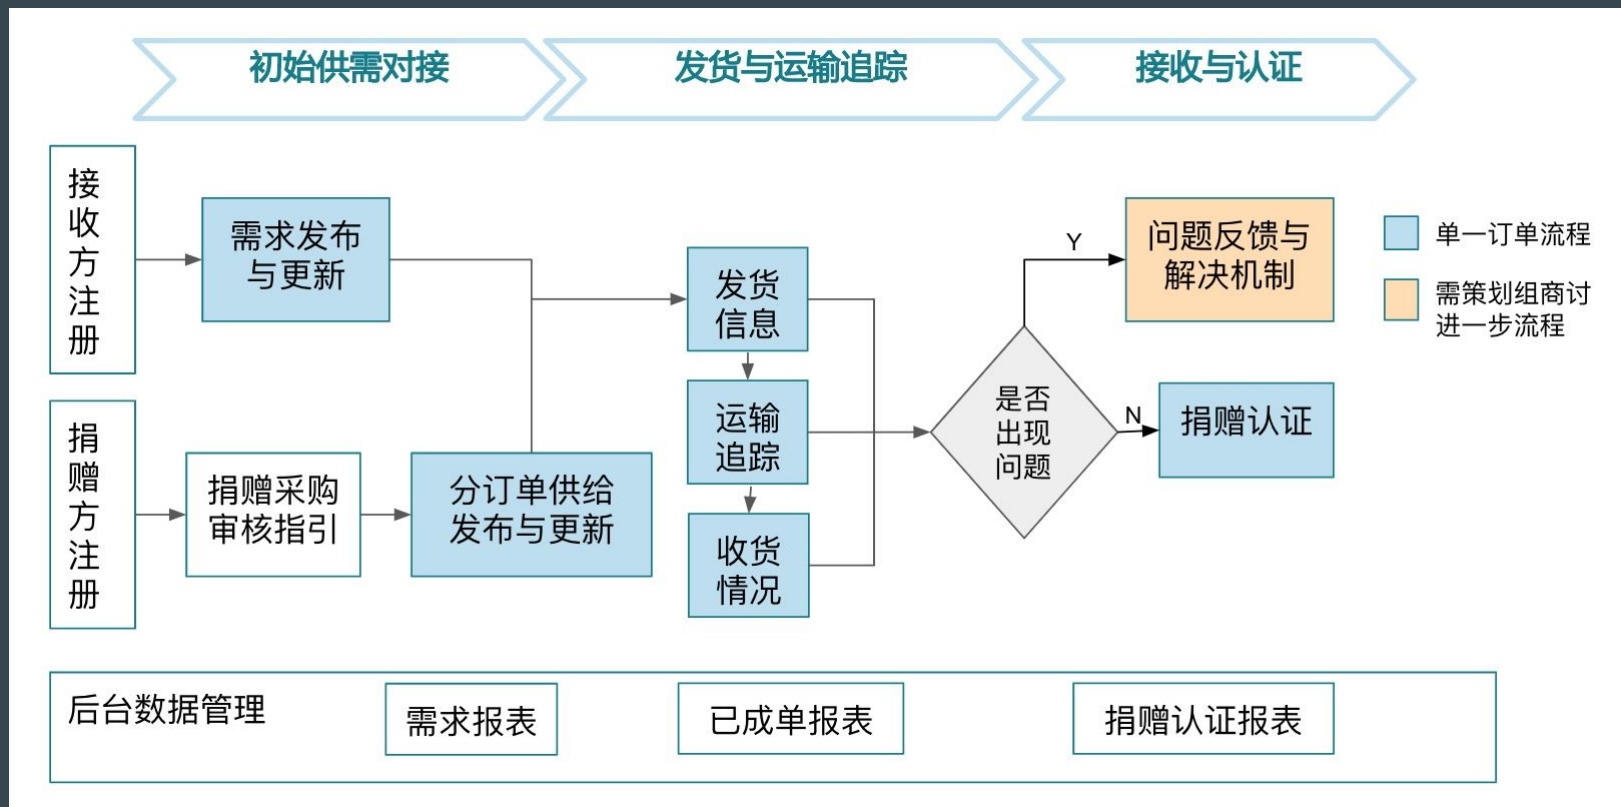 初始供需对接
发货与运输追踪
接收与认证
接
收
方
注
册
需求发布
与更新
发货
信息
Y
问题反馈与
解决机制
单一订单流程
需策划组商讨
进一步流程
捐
赠
方
注
册
捐赠采购
审核指引
分订单供给
发布与更新
运输
追踪
收货
情况
是否
出现
问题
N
捐赠认证
后台数据管理
需求报表
已成单报表
捐赠认证报表